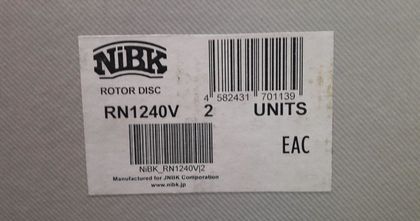 NiBK
ROTOR DISC
4 582431 701139
RN1240V 2 UNITS
EAC
NiBK_RN1240V|2
Manufactured for JNBK Corporation
www.nibk.jp